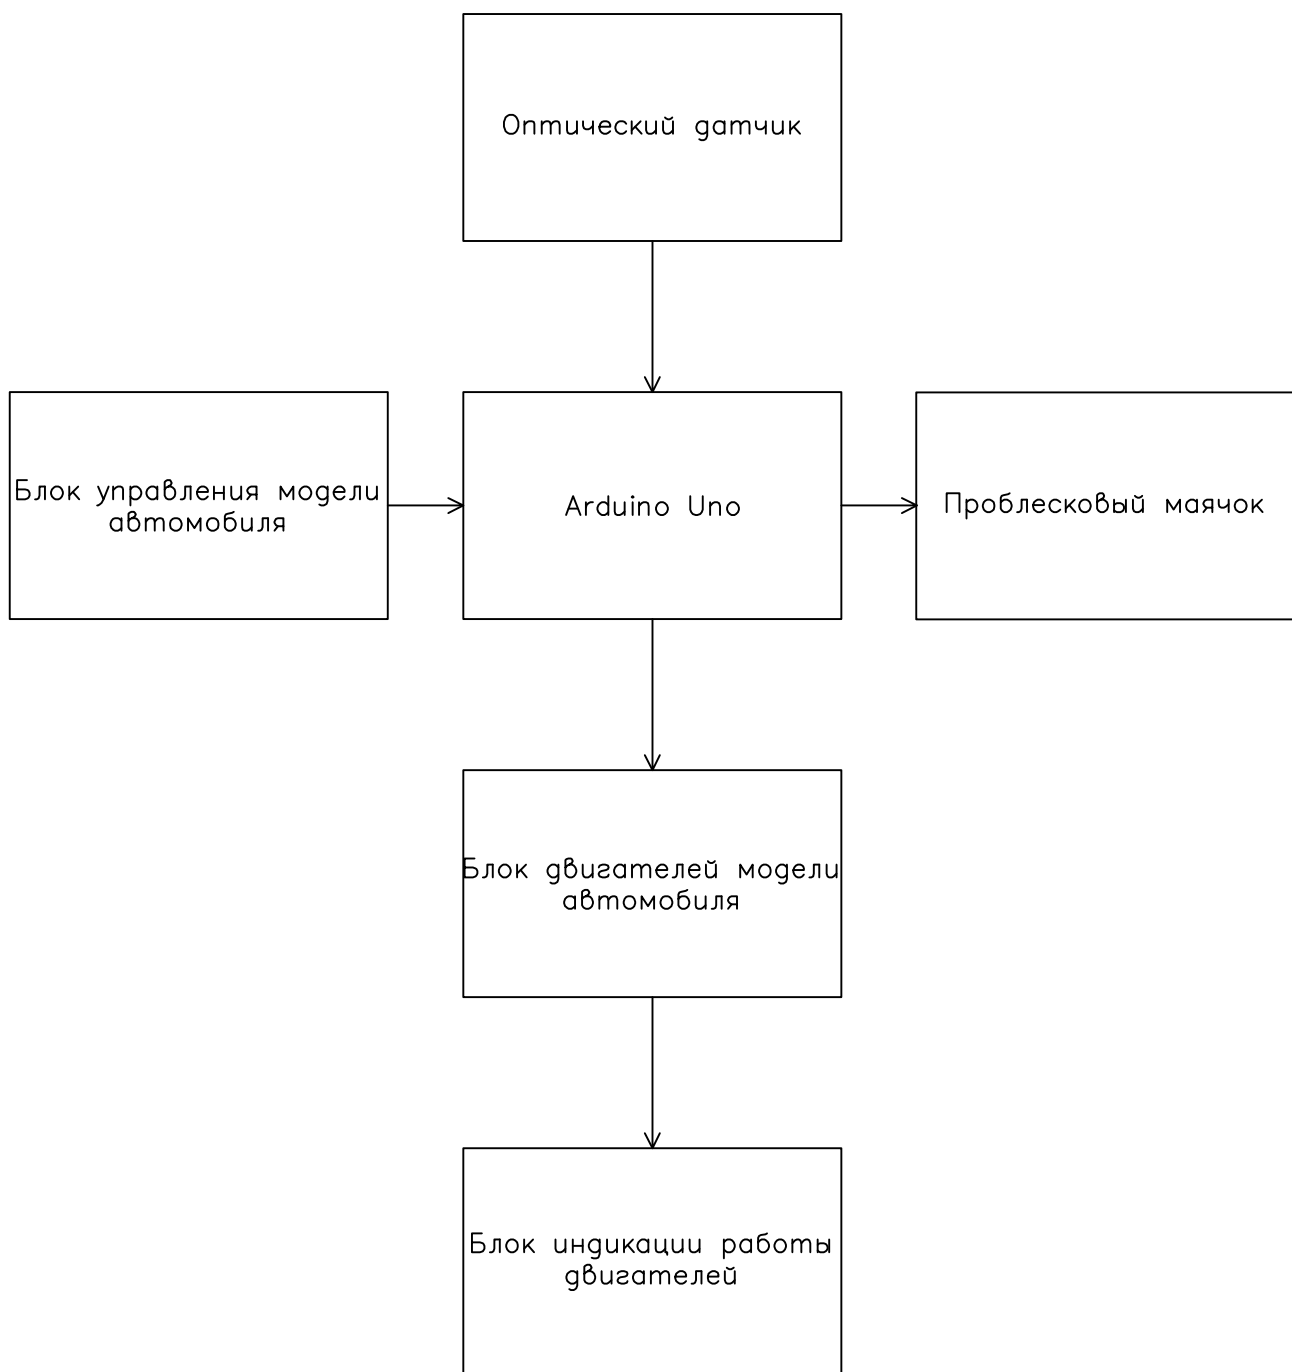 Оптический датчик
Блок управления модели
автомобиля
Arduino Uno
Проблесковый маячок
Блок двигателей модели
автомобиля
Блок индикации работы
двигателей